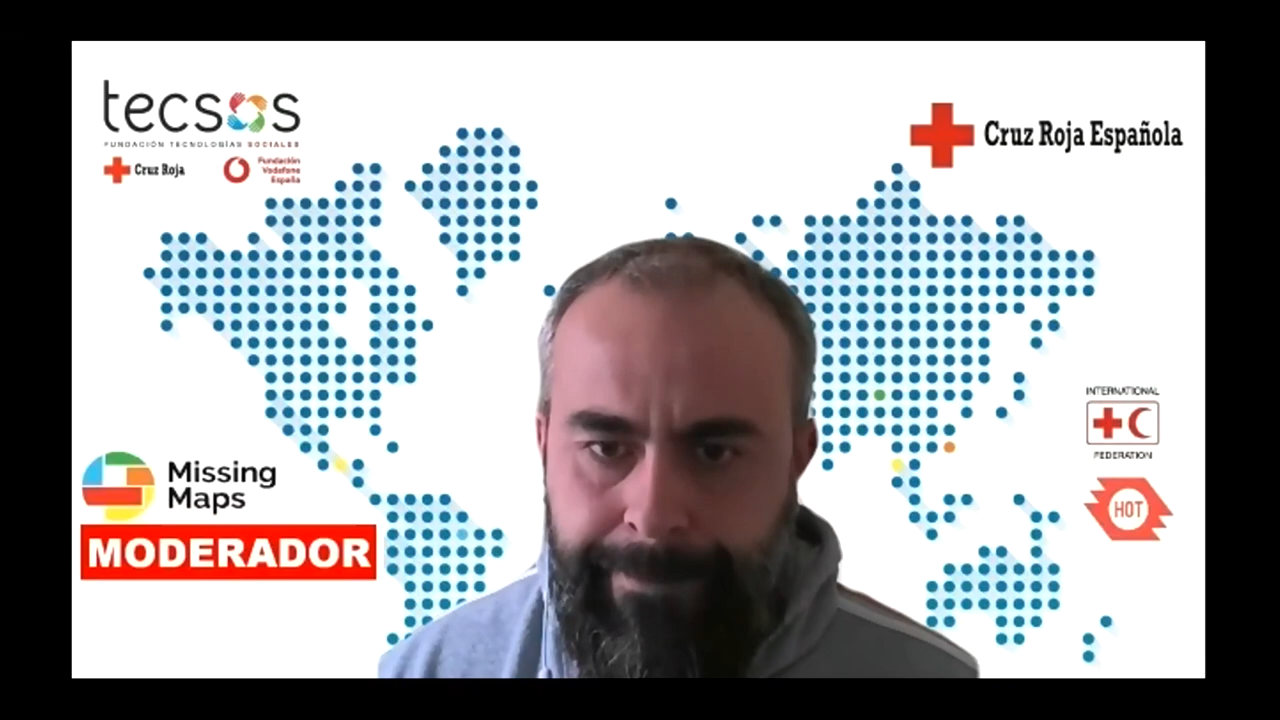 tecsos
FUNDACIÓN TECNOLOGÍAS SOCIALES
Cruz Roja
Fundación
Vodafone
España
Cruz Roja Española
INTERNATIONAL
FEDERATION
HOT
Missing
Maps
MODERADOR